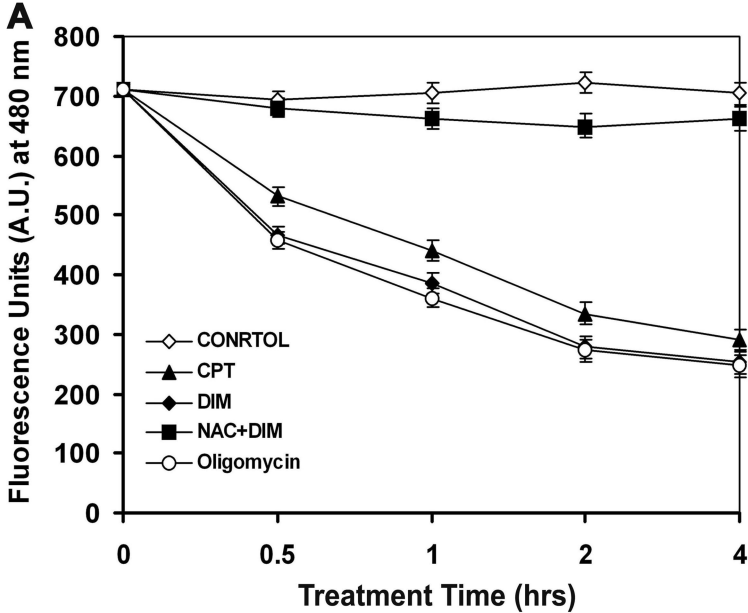 A
Fluorescence Units (A.U.) at 480 nm
800
700
600
500
400
300
200
100
0
CONRTOL
CPT
DIM
NAC+DIM
Oligomycin
0 0.5 1 2 4
Treatment Time (hrs)